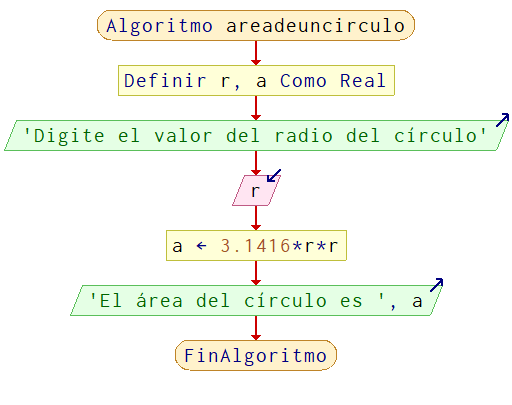 Algoritmo areadeuncirculo
Definir r, a Como Real
'Digite el valor del radio del círculo'
r
a ← 3.1416*r*r
'El área del círculo es ', a
FinAlgoritmo